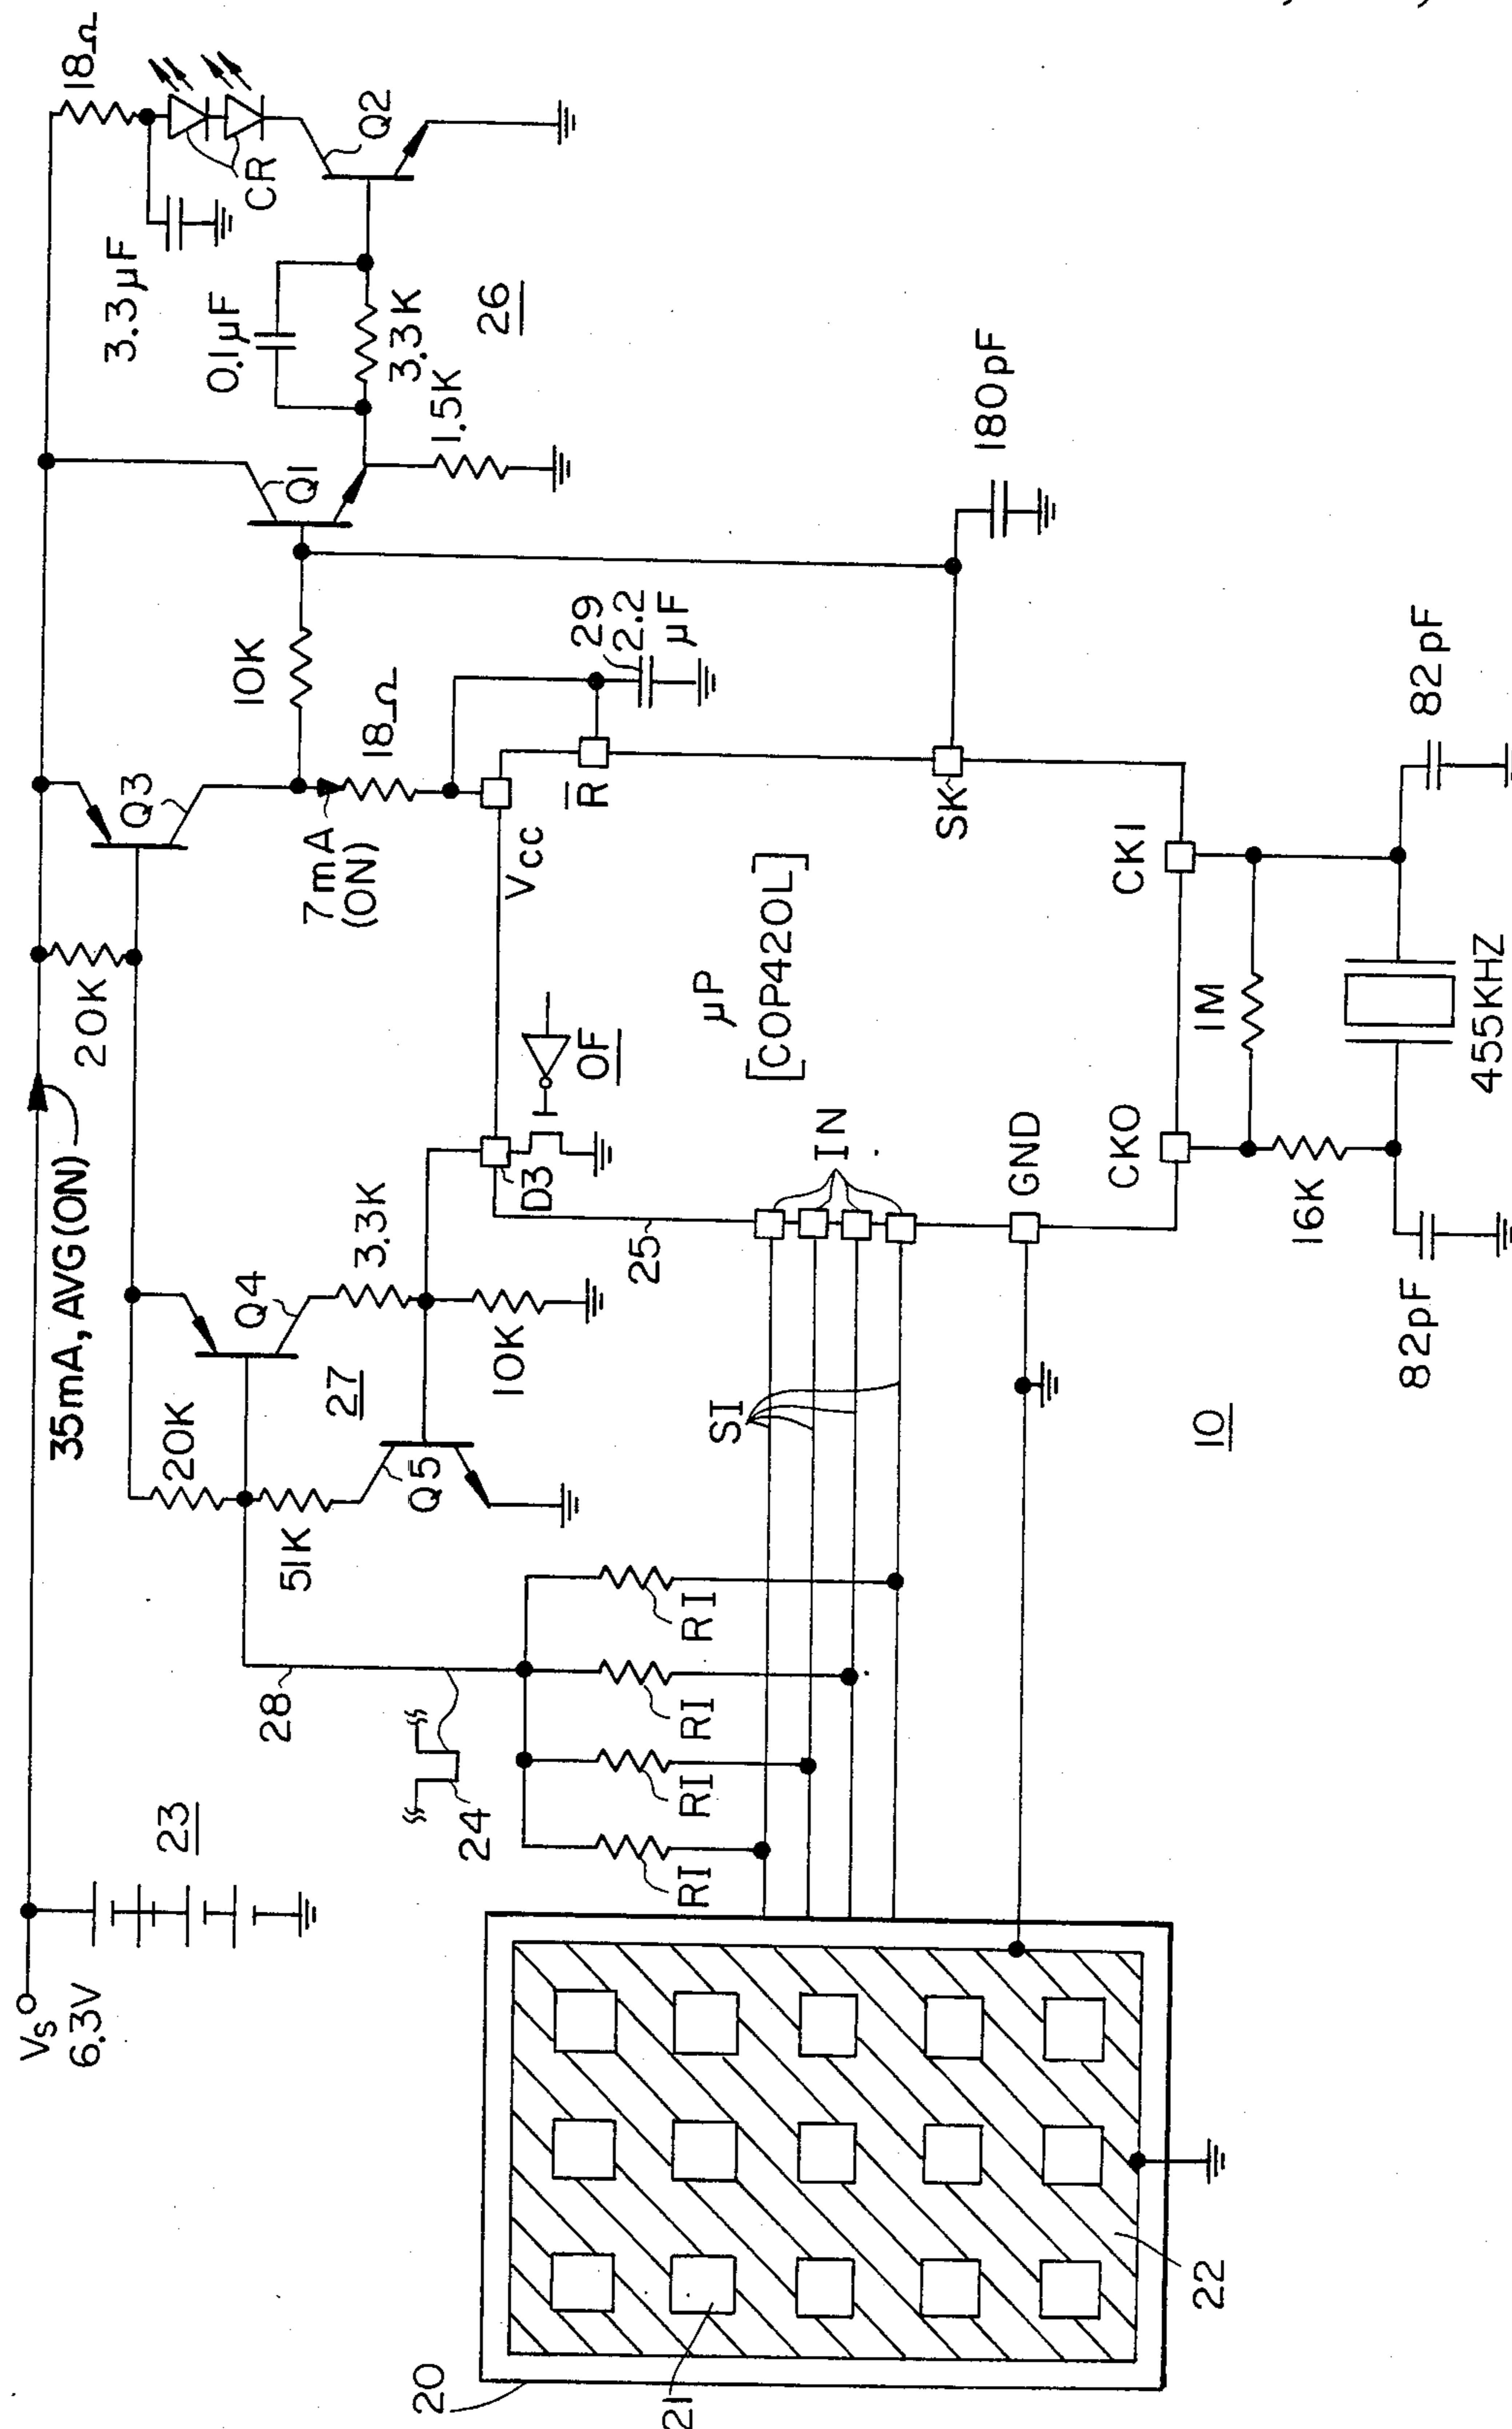 VS
6.3V
23
35mA, AVG(ON)
20K
Q3
18Ω
3.3µF
CR
Q2
0.1µF
3.3K
26
1.5K
Q1
10K
7mA
(ON)
18Ω
29
2.2
µF
180pF
20K
51K
Q4
27
Q5
3.3K
10K
28
24
RI
RI
RI
RI
SI
25
D3
OF
VCC
R̅
SK
µP
[COP420L]
IN
GND
CKO
CKI
1M
16K
82pF
82pF
455KHZ
10
20
21
22